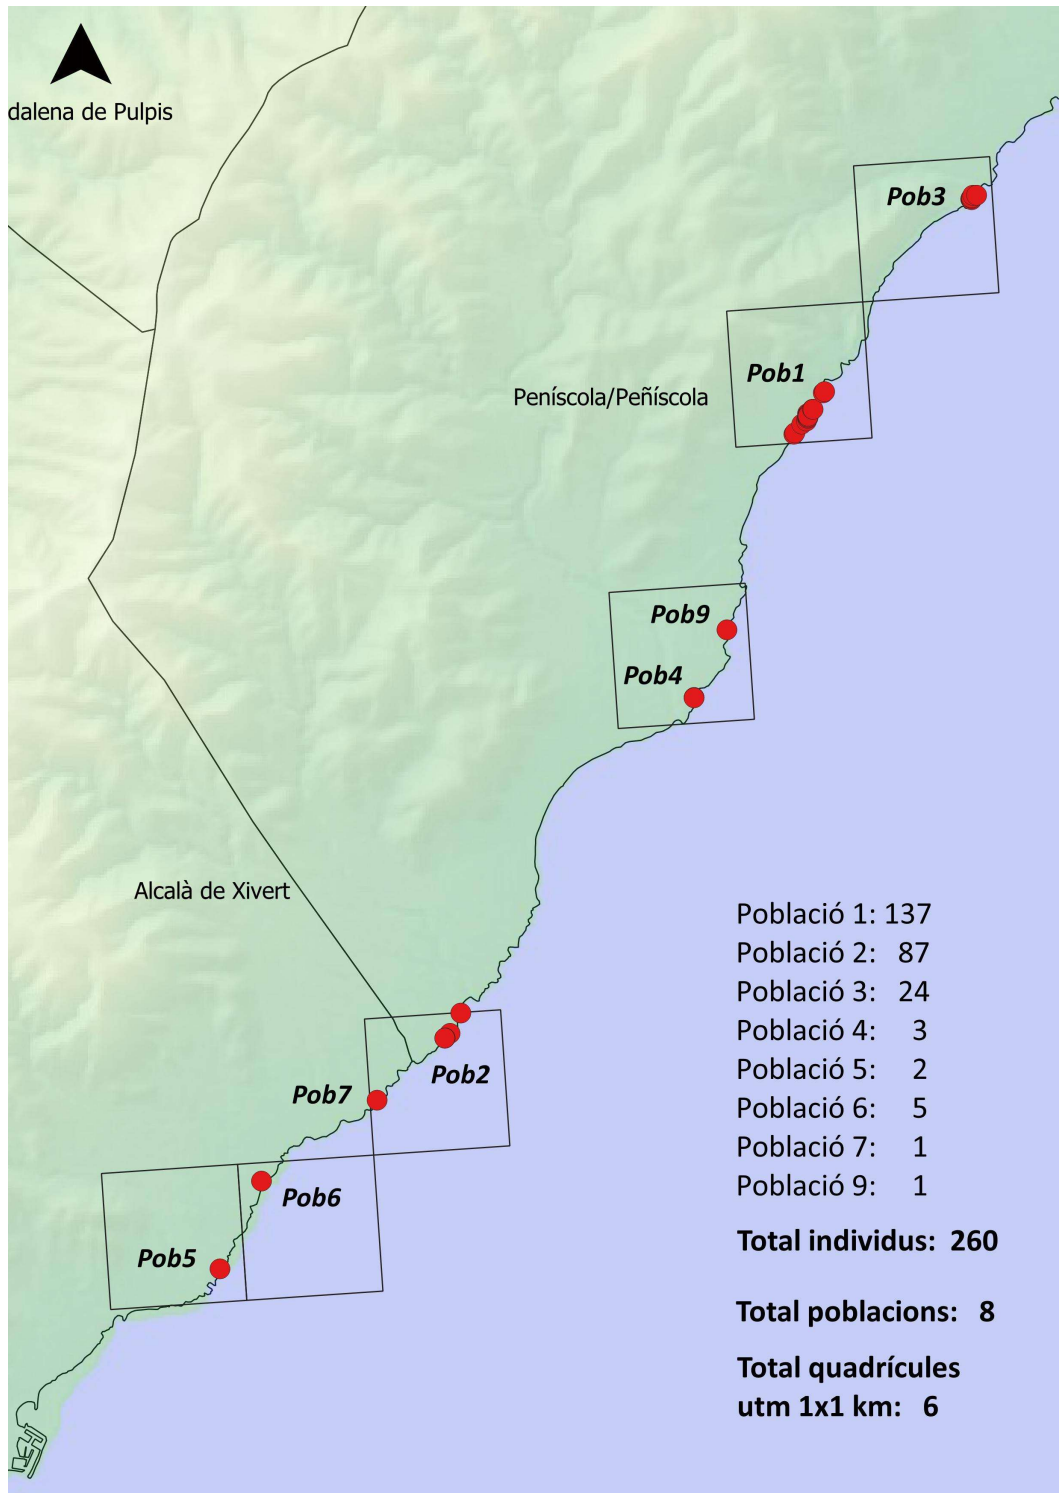 dalena de Pulpis
Pob3
Pob1
Peníscola/Peñíscola
Pob9
Pob4
Alcalà de Xivert
Població 1: 137
Població 2: 87
Població 3: 24
Població 4: 3
Població 5: 2
Població 6: 5
Població 7: 1
Població 9: 1
Total individus: 260
Total poblacions: 8
Total quadrícules
utm 1x1 km: 6
Pob2
Pob7
Pob6
Pob5